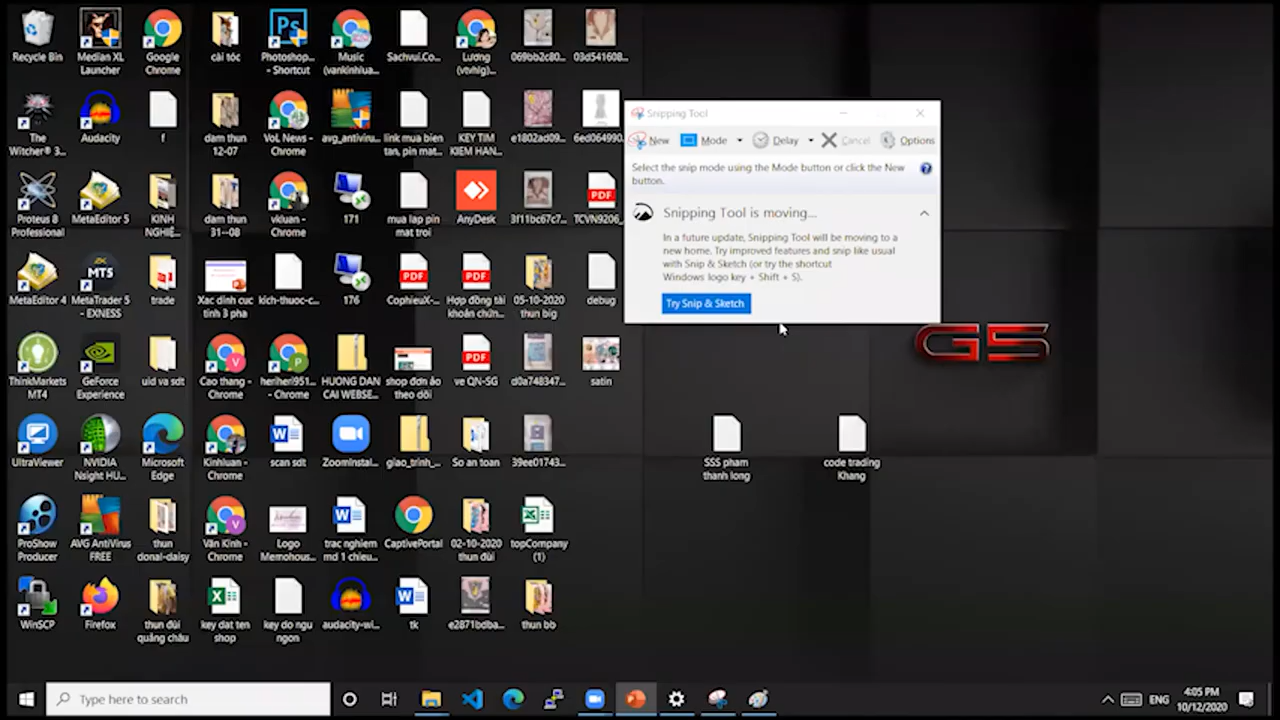 Recycle Bin
Median XL
Launcher
Google
Chrome
cài tóc
Photoshop...
- Shortcut
Music
(vankinhlua...
Sachvui.Co...
Lương
(vtvhlg)...
069bb2c80...
03d541608...
The
Witcher® 3...
Audacity
f
dam thun
12-07
VoL News -
Chrome
avg_antiviru...
link mua bien
tan, pin mat...
KEY TIM
KIEM HAN...
e1802ad09...
6ed064990...
Proteus 8
Professional
MetaEditor 5
KINH
NGHIỆ...
dam thun
31--08
vkluan -
Chrome
171
mua lap pin
mat troi
AnyDesk
3f11bc67c7...
TCVN9206_...
MetaEditor 4
MetaTrader 5
- EXNESS
trade
Xac dinh cuc
tinh 3 pha
kich-thuoc-c...
176
CophieuX-...
Hợp đồng tài
khoản chứn...
05-10-2020
thun big
debug
ThinkMarkets
MT4
GeForce
Experience
uid va sdt
Cao thang -
Chrome
heriheri951...
- Chrome
HUONG DAN
CAI WEBSE...
shop đơn ảo
theo dõi
ve QN-SG
d0a748347...
satin
UltraViewer
NVIDIA
Nsight HU...
Microsoft
Edge
Kinhluan -
Chrome
scan sdt
ZoomInstal...
giao_trinh_...
So an toan
39ee01743...
ProShow
Producer
AVG AntiVirus
FREE
thun
donal-daisy
Văn Kinh -
Chrome
Logo
Memohous...
trac nghiem
md 1 chieu...
CaptivePortal
02-10-2020
thun đùi
topCompany
(1)
WinSCP
Firefox
thun đùi
quảng châu
key dat ten
shop
key do ngu
ngon
audacity-wi...
tk
e2871bdba...
thun bb
Snipping Tool
New
Mode
Delay
Cancel
Options
Select the snip mode using the Mode button or click the New
button.
Snipping Tool is moving...
In a future update, Snipping Tool will be moving to a
new home. Try improved features and snip like usual
with Snip & Sketch (or try the shortcut
Windows logo key + Shift + S).
Try Snip & Sketch
G5
SSS pham
thanh long
code trading
Khang
Type here to search
ENG
4:05 PM
10/12/2020